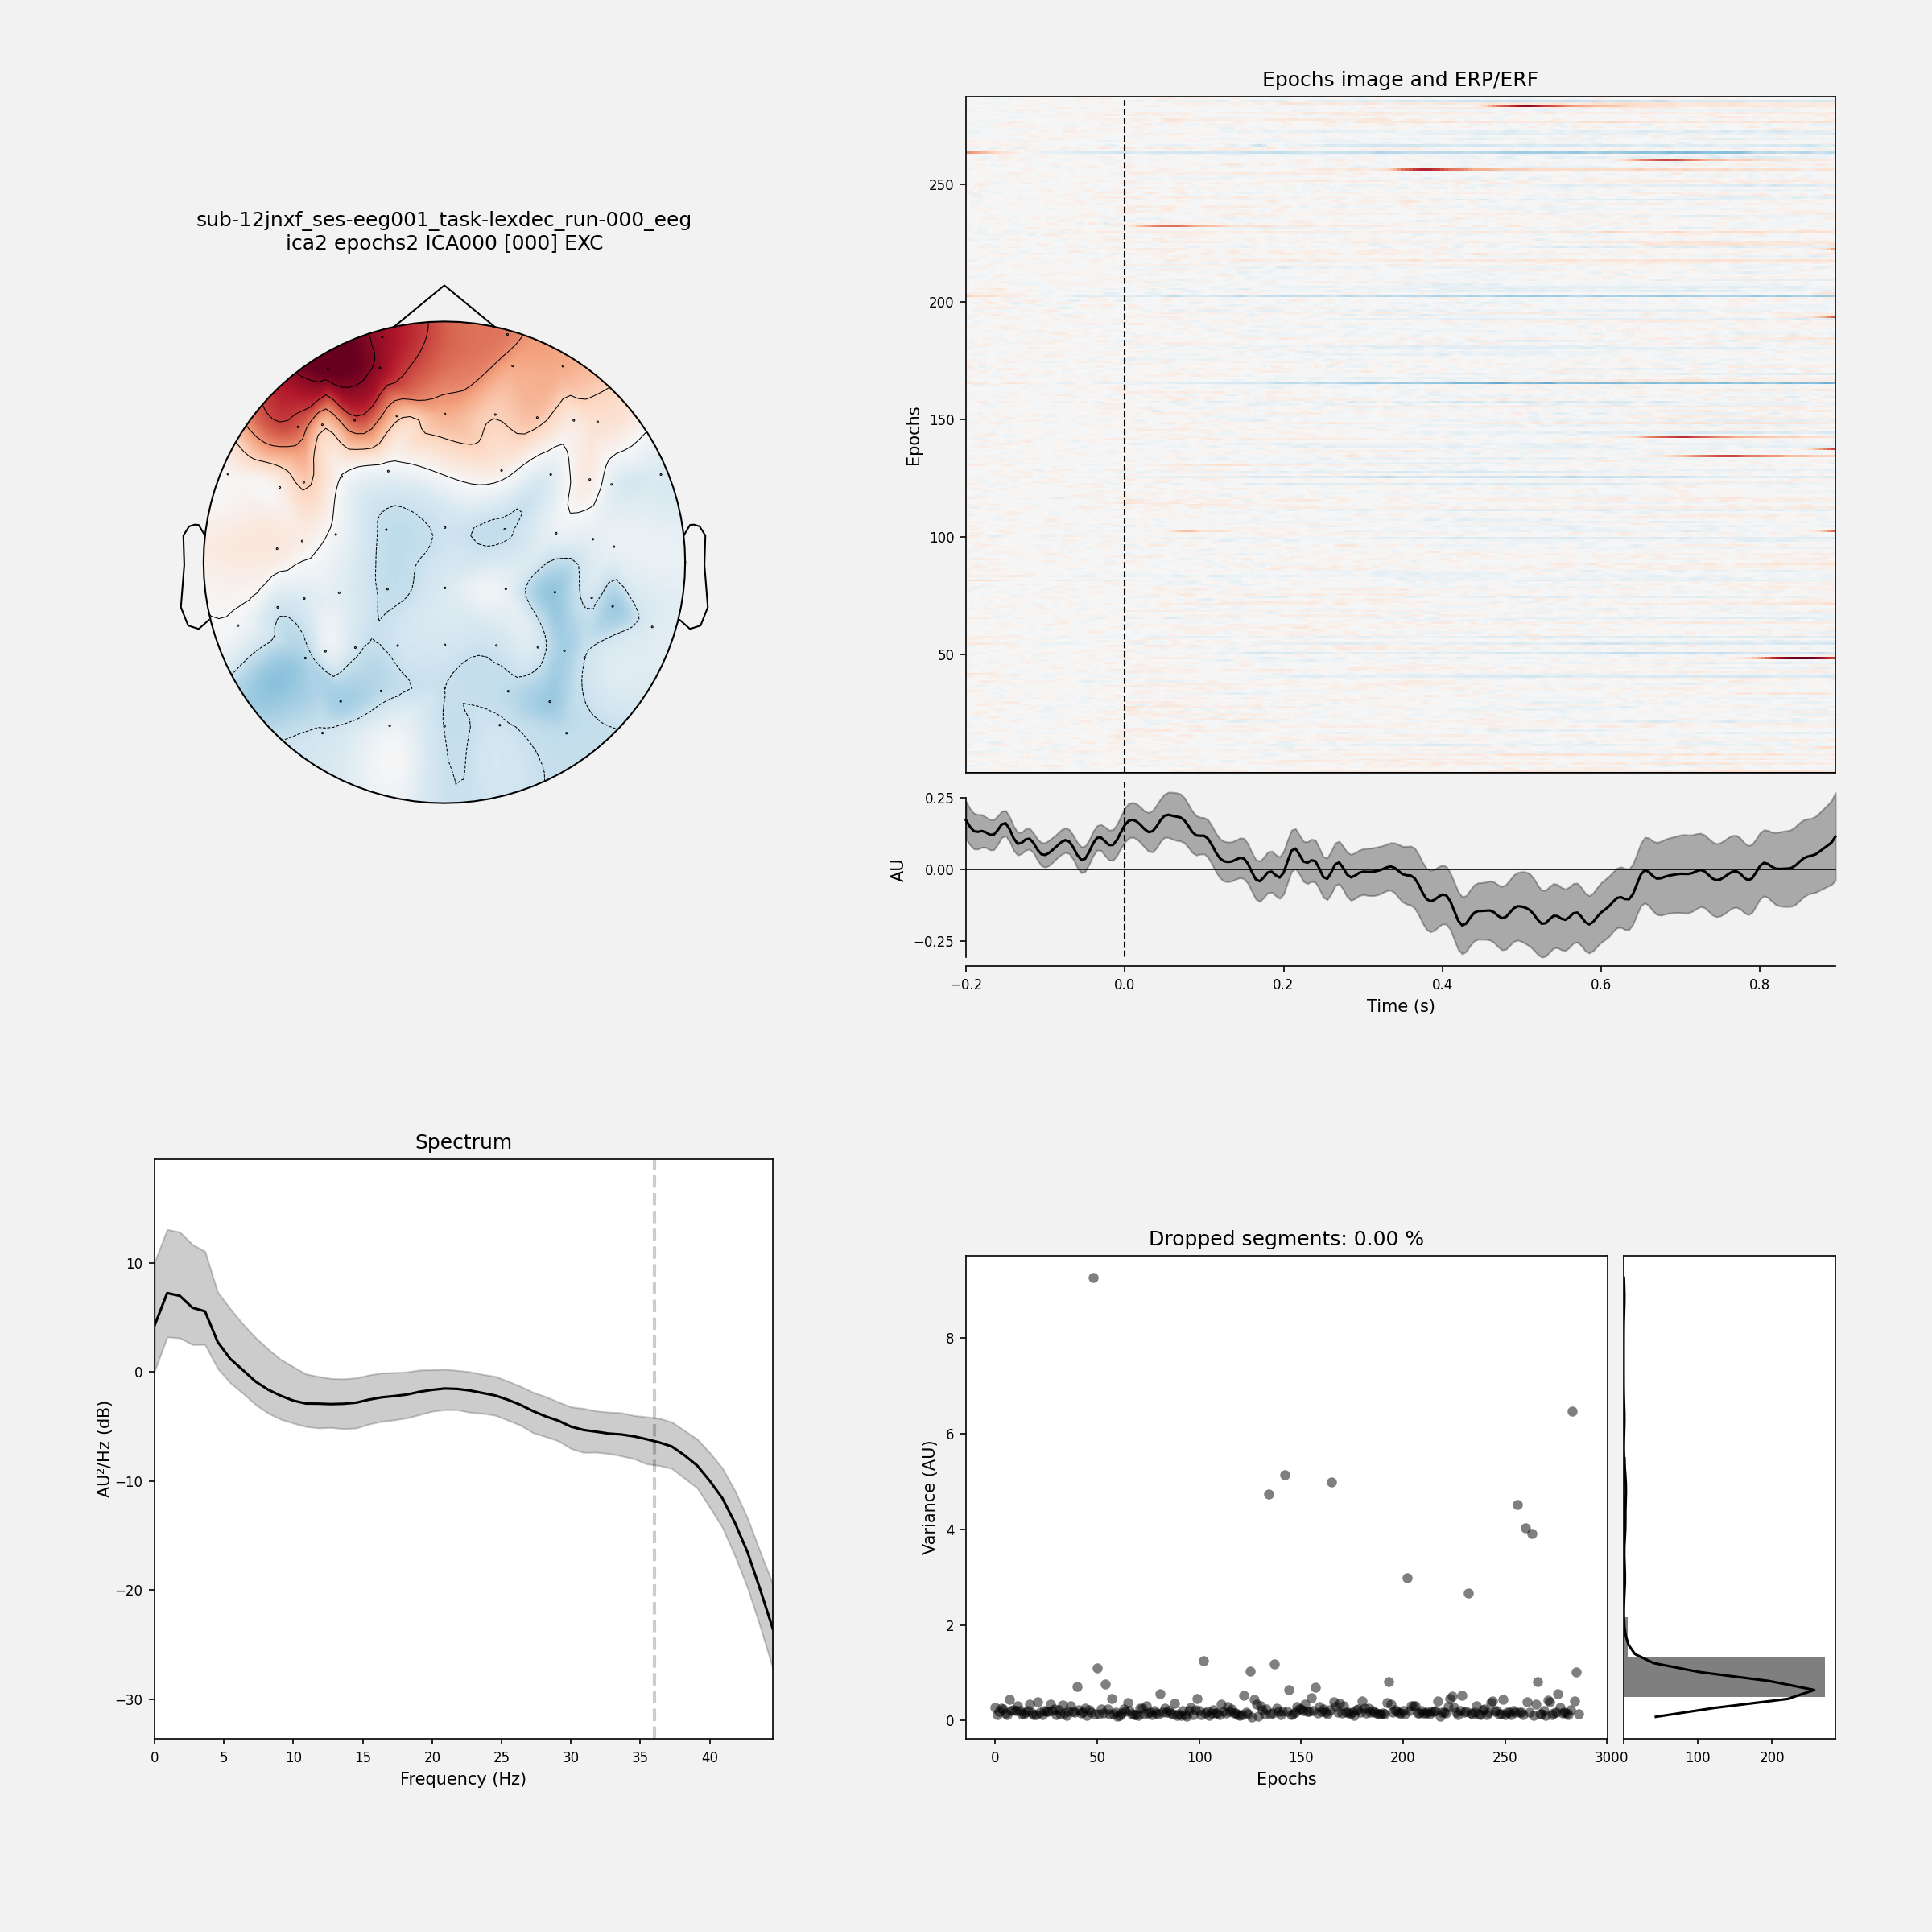 sub-12jnxf_ses-eeg001_task-lexdec_run-000_eeg
ica2 epochs2 ICA000 [000] EXC
Epochs image and ERP/ERF
Epochs
250
200
150
100
50
AU
0.25
0.00
−0.25
−0.2 0.0 0.2 0.4 0.6 0.8
Time (s)
Spectrum
AU²/Hz (dB)
10
0
−10
−20
−30
0 5 10 15 20 25 30 35 40
Frequency (Hz)
Dropped segments: 0.00 %
Variance (AU)
8
6
4
2
0
0 50 100 150 200 250 300
Epochs
0 100 200